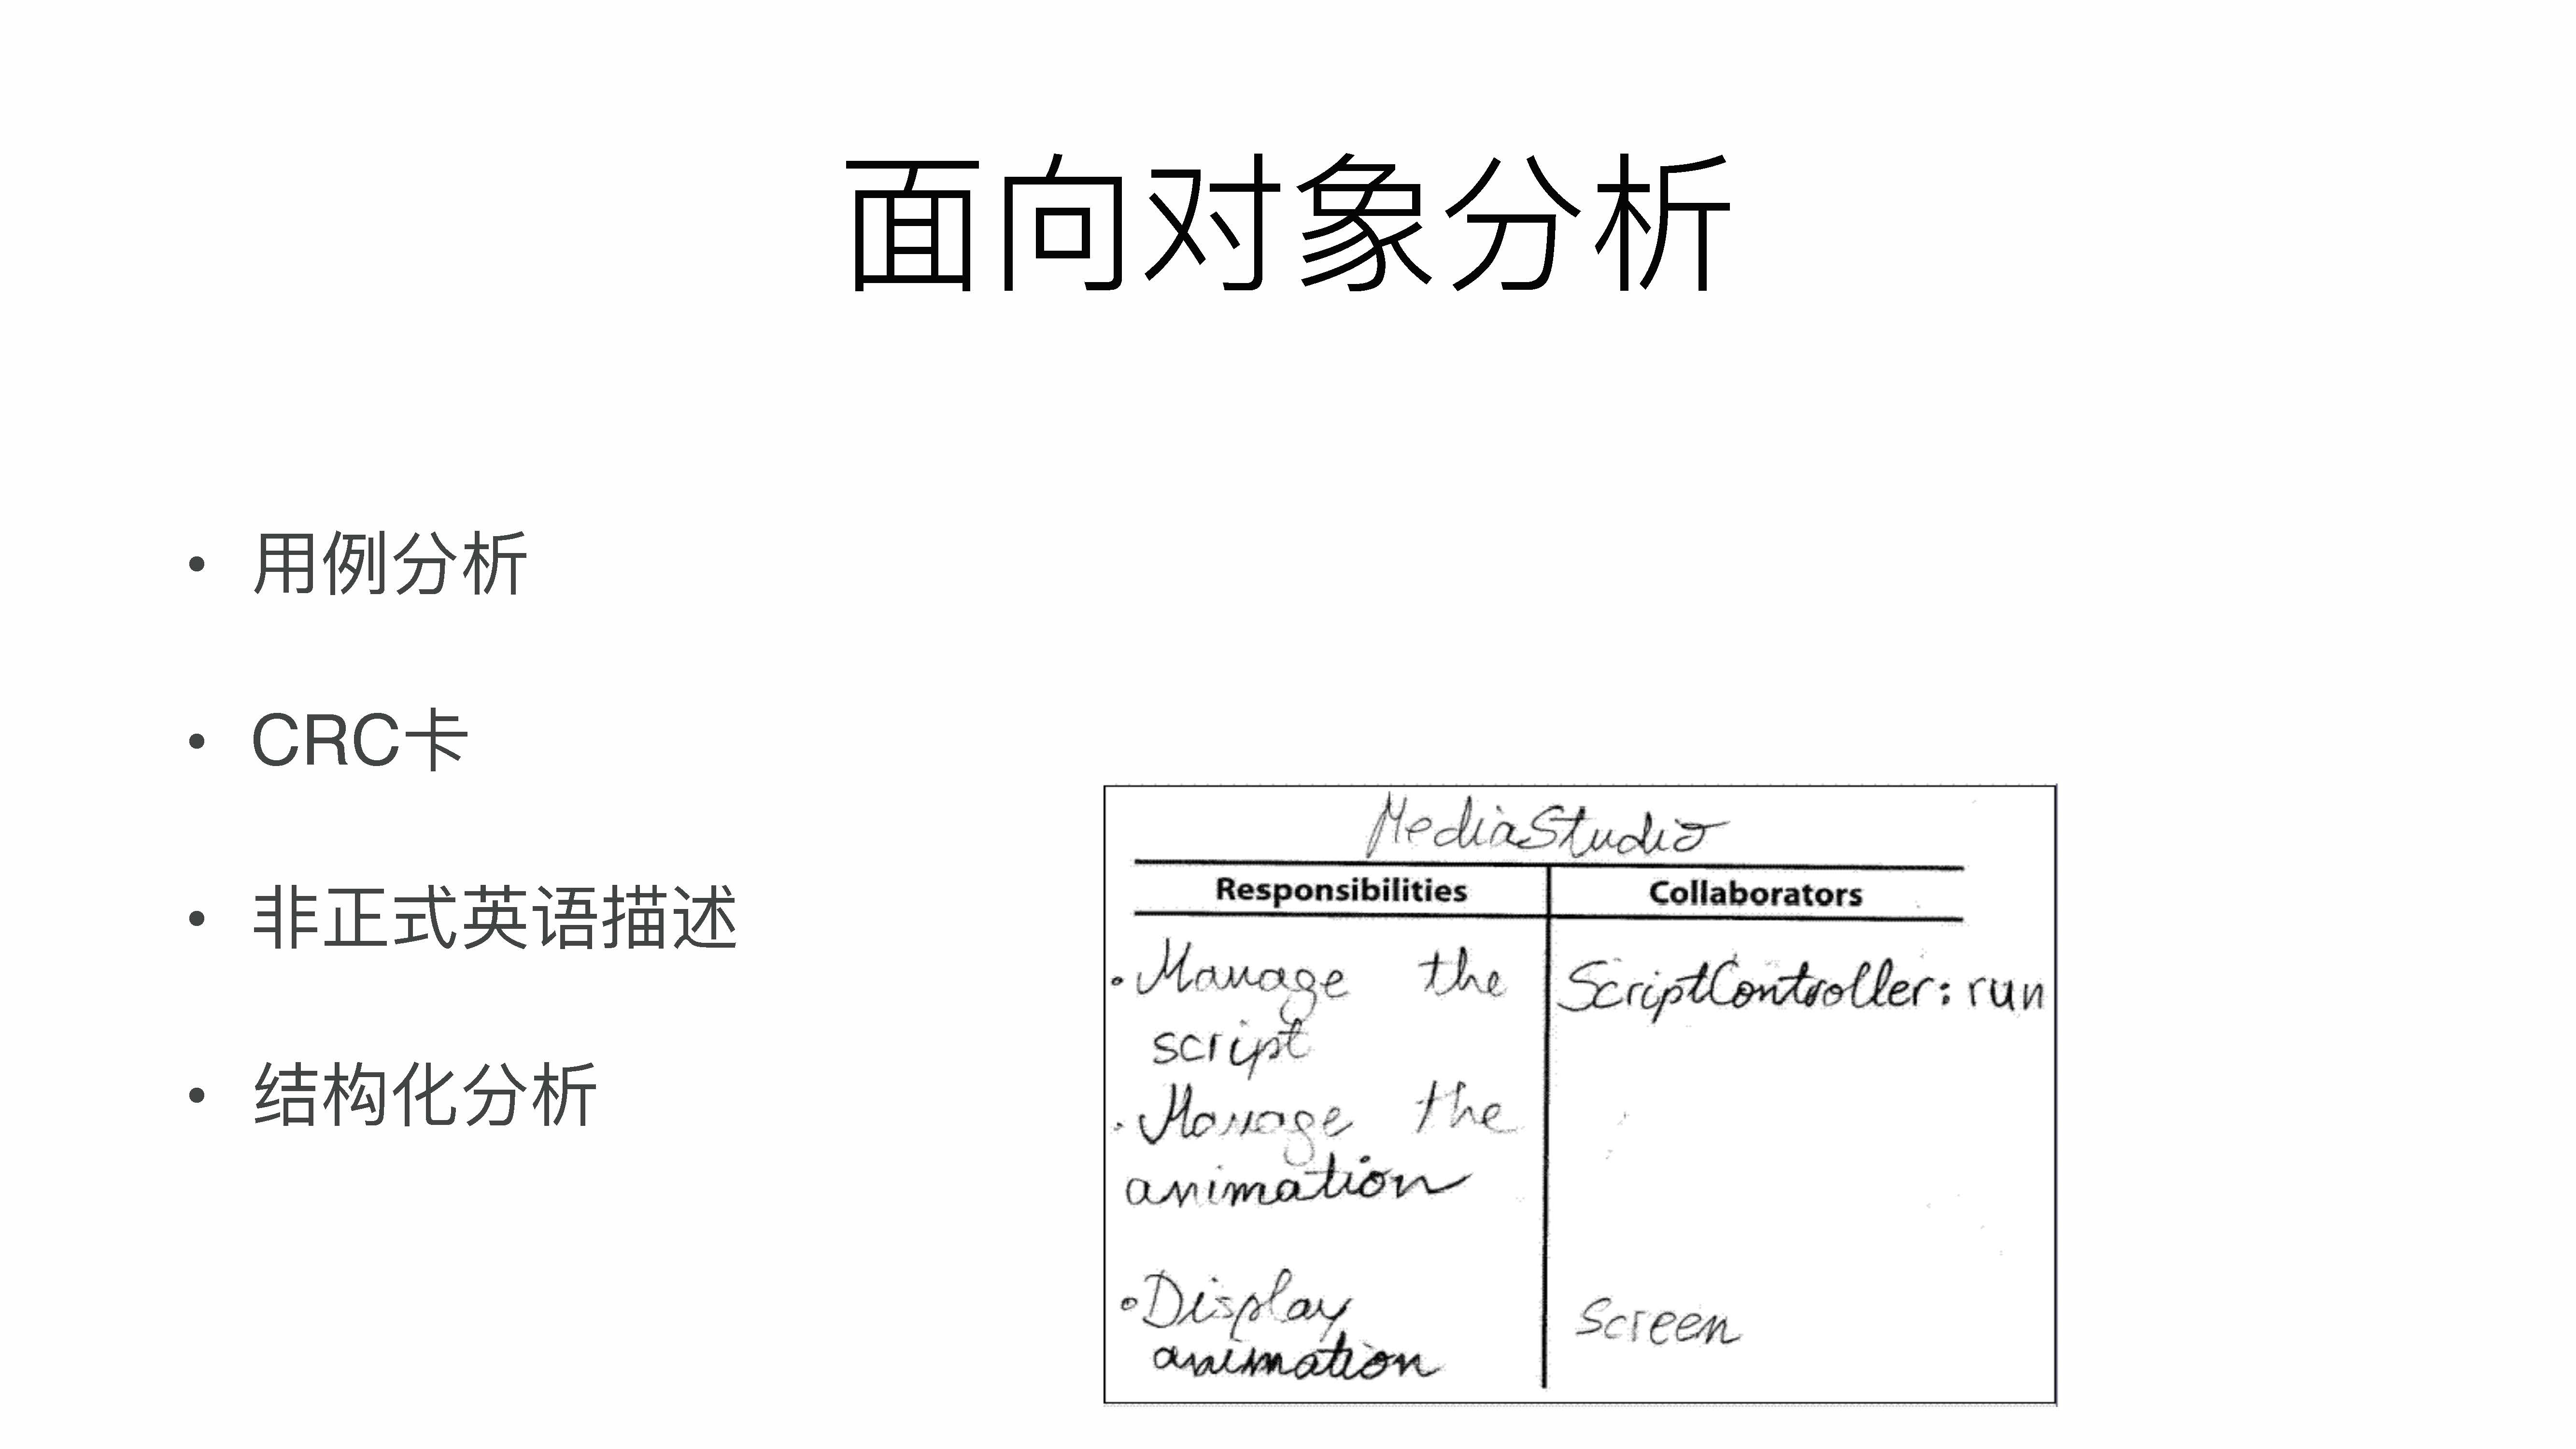 面向对象分析
• 用例分析
• CRC卡
• 非正式英语描述
• 结构化分析
MediaStudio
Responsibilities Collaborators
• Manage the ScriptController: run
script
• Manage the
animation
• Display Screen
animation